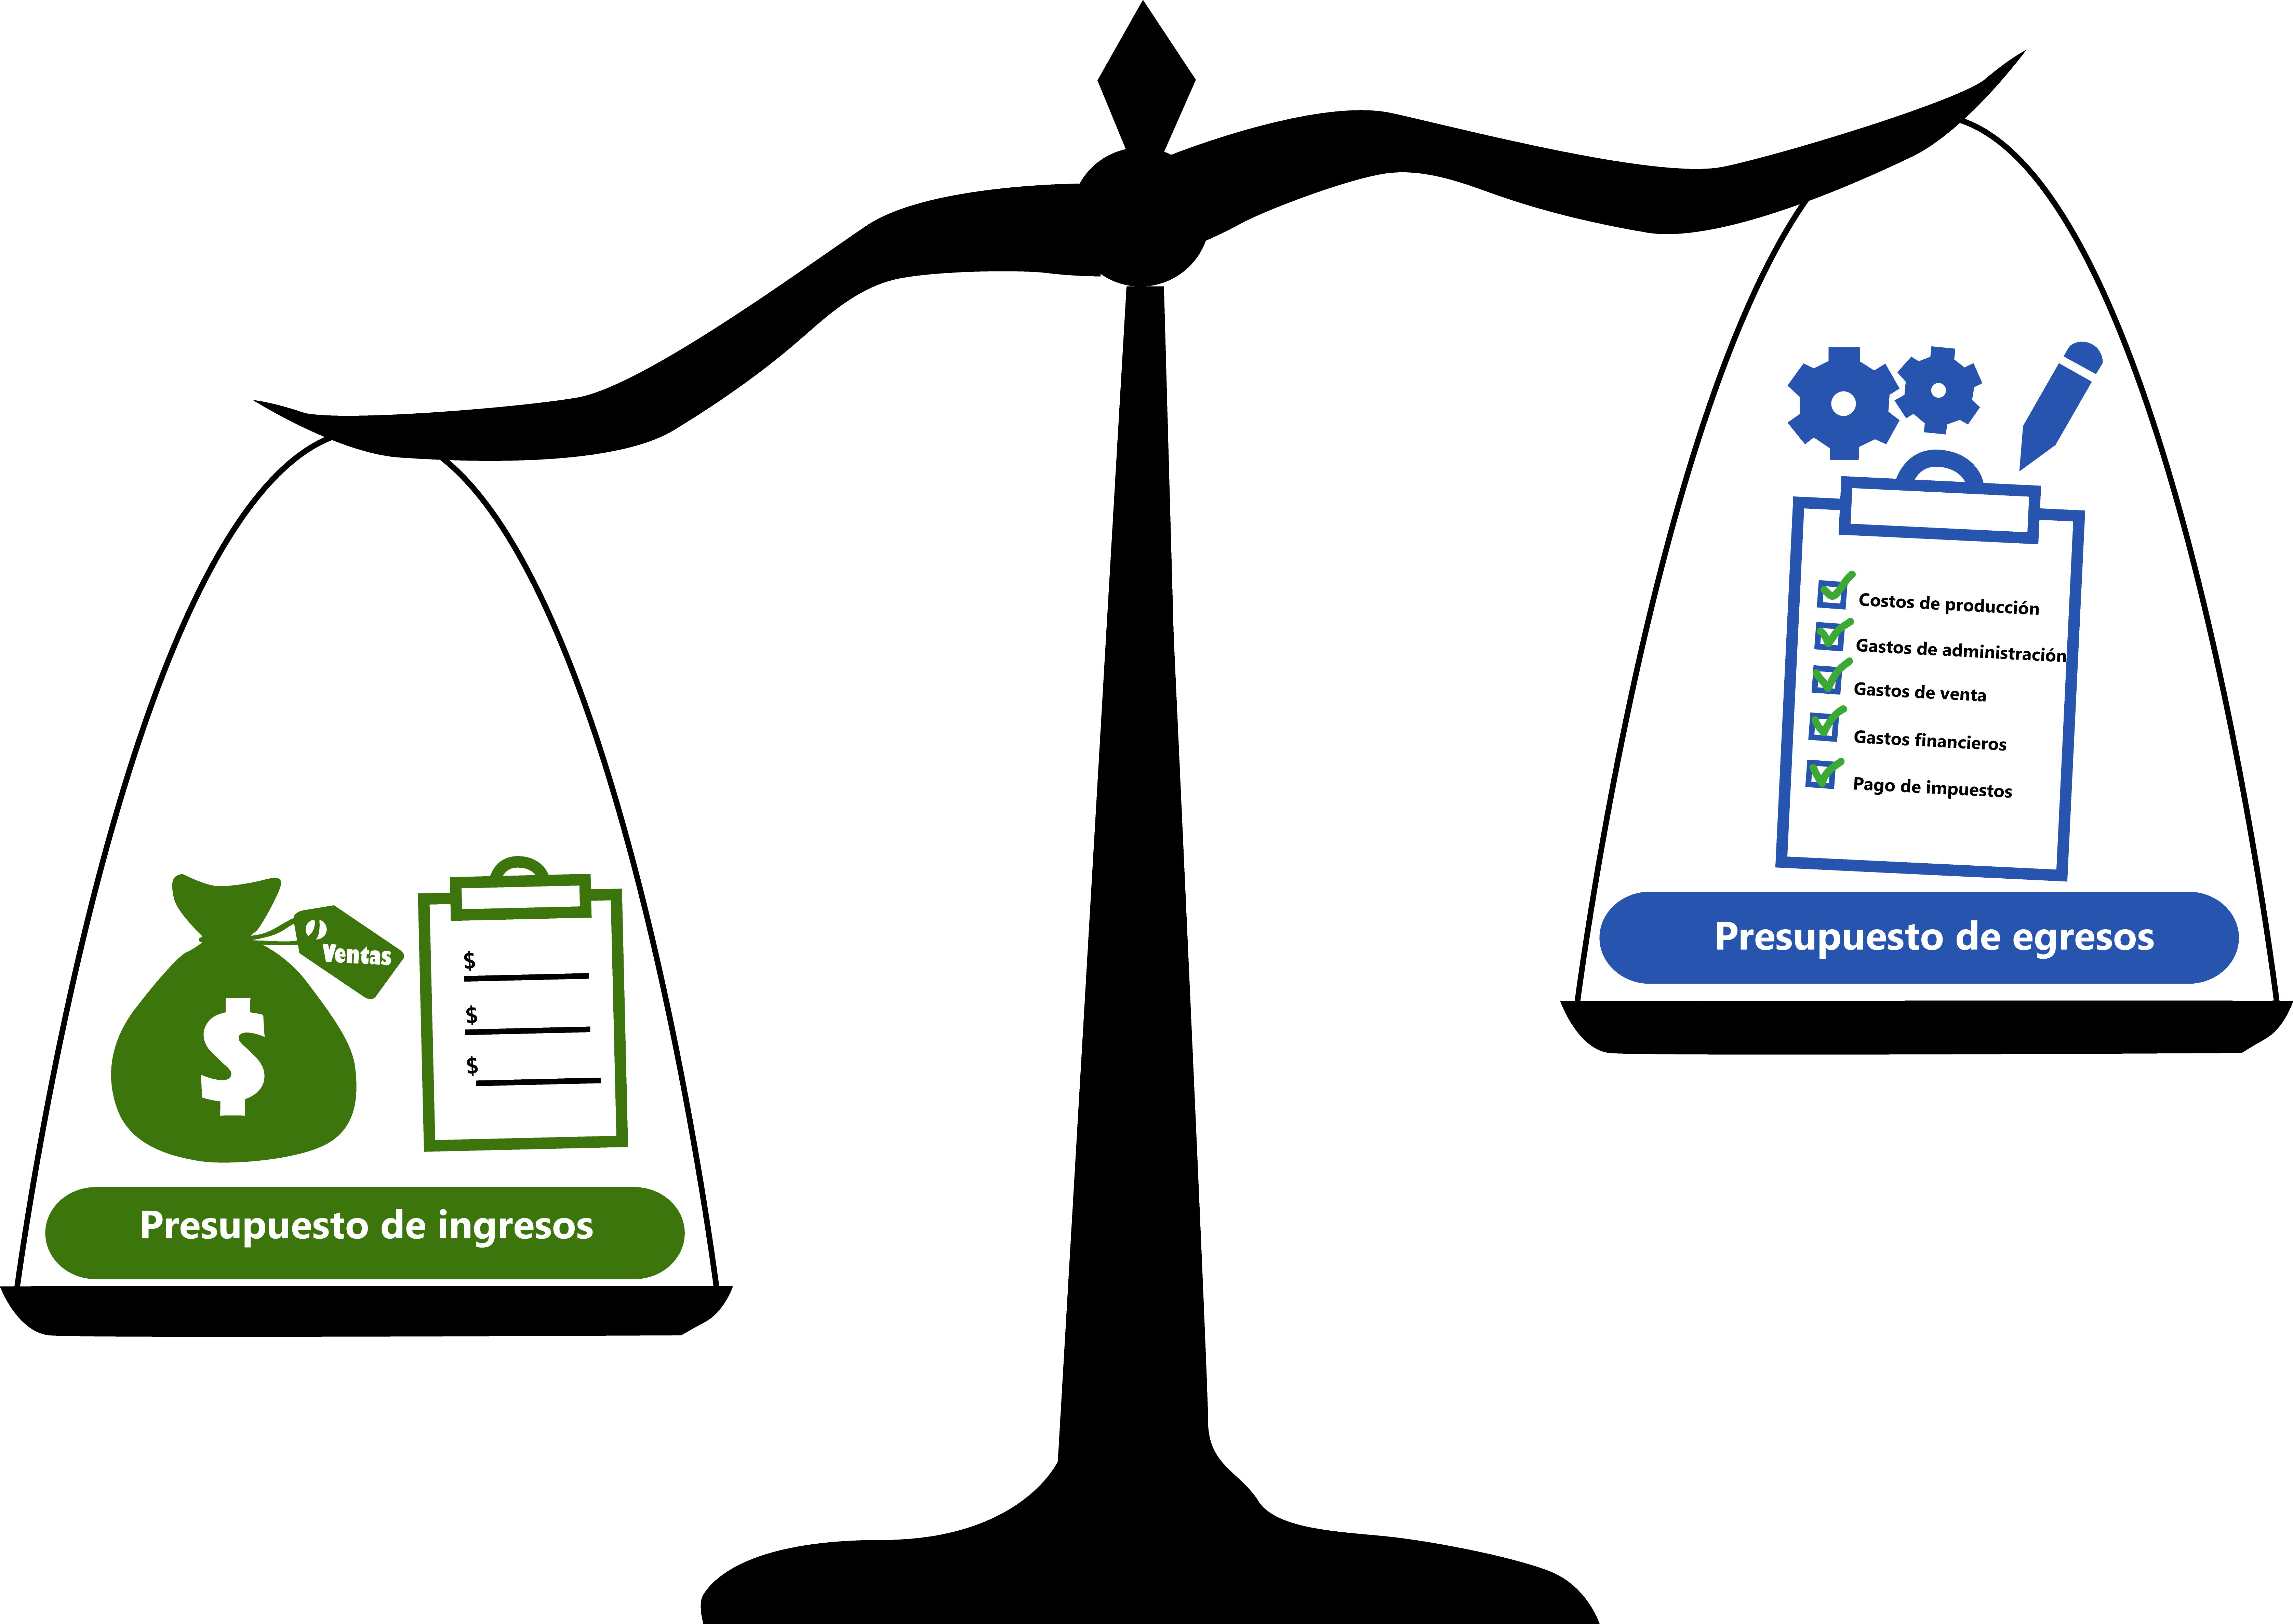 Costos de producción
Gastos de administración
Gastos de venta
Gastos financieros
Pago de impuestos
Presupuesto de egresos
Ventas
$
$
$
$
Presupuesto de ingresos